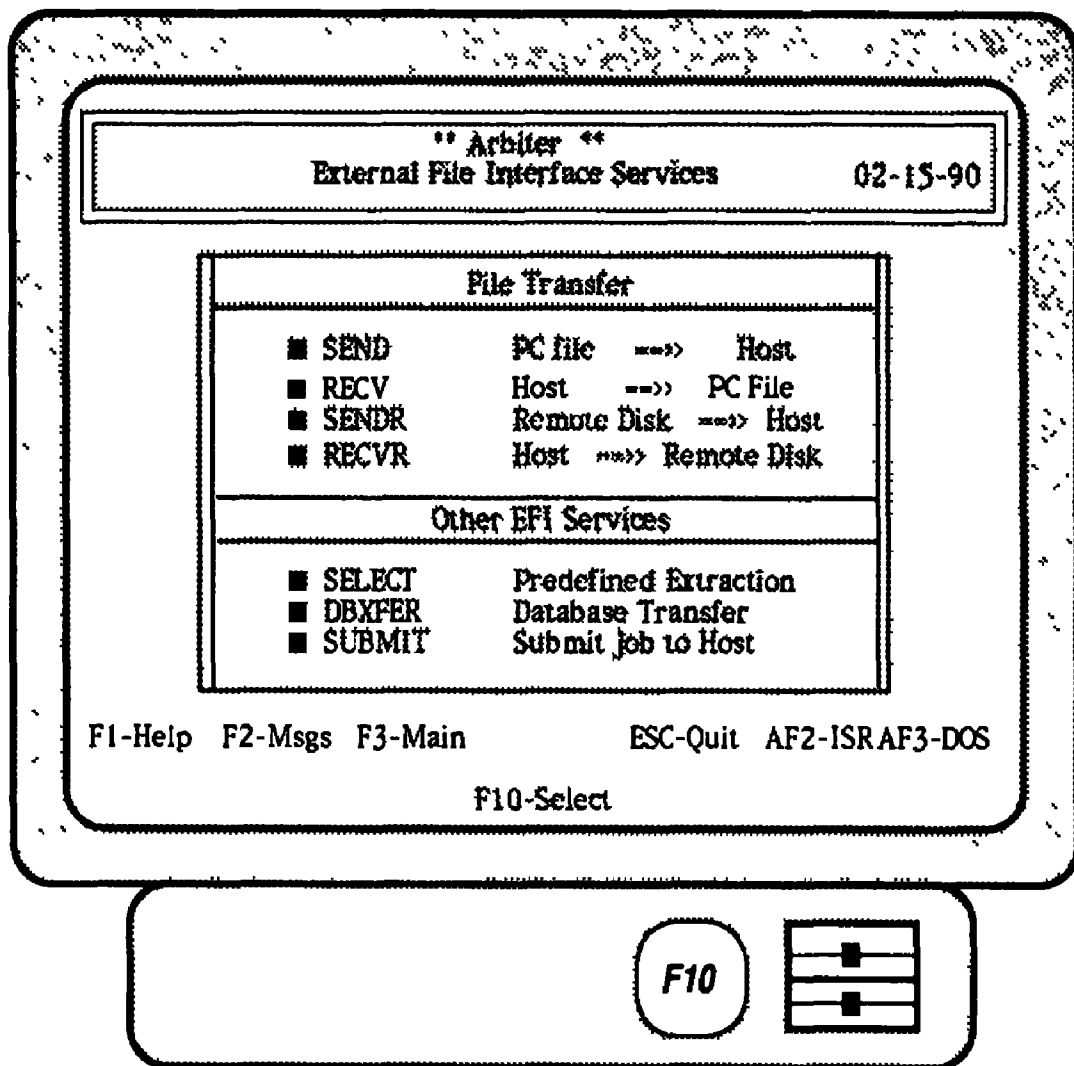 ** Arbiter **
External File Interface Services 02-15-90
File Transfer
■ SEND PC file ==>> Host
■ RECV Host ==>> PC File
■ SENDR Remote Disk ==>> Host
■ RECVR Host ==>> Remote Disk
Other EFI Services
■ SELECT Predefined Extraction
■ DBXFER Database Transfer
■ SUBMIT Submit Job to Host
F1-Help F2-Msgs F3-Main ESC-Quit AF2-ISR AF3-DOS
F10-Select
F10